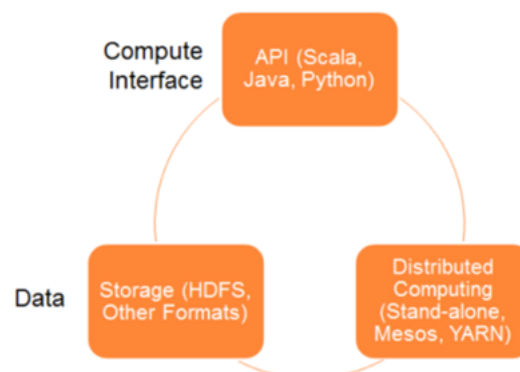 Compute
Interface
API (Scala,
Java, Python)
Data
Storage (HDFS,
Other Formats)
Distributed
Computing
(Stand-alone,
Mesos, YARN)